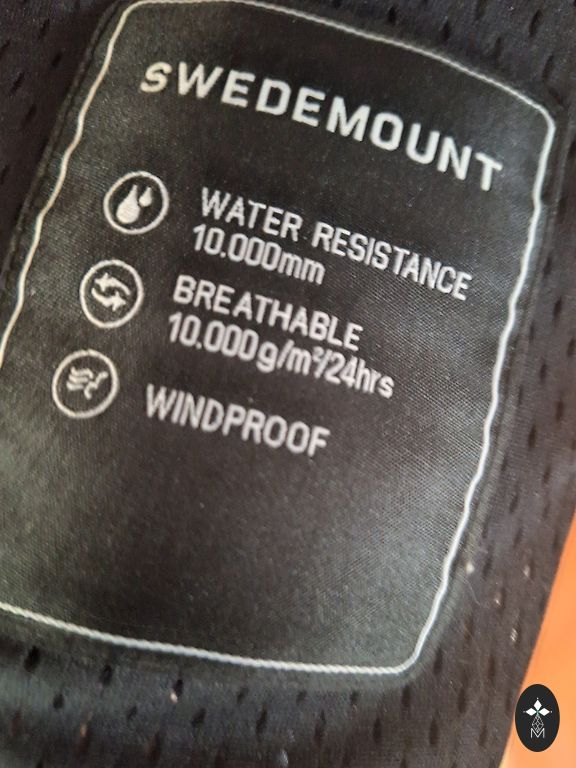 SWEDEMOUNT
WATER RESISTANCE
10.000mm
BREATHABLE
10.000g/m²/24hrs
WINDPROOF